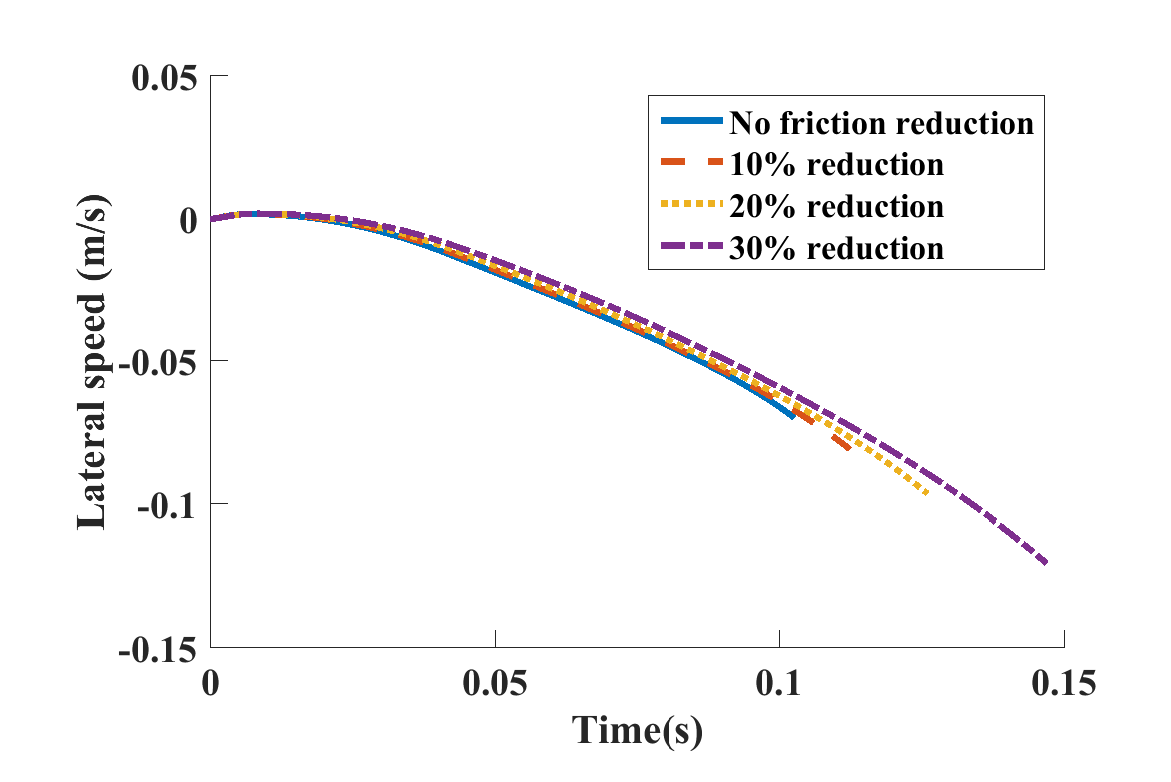 0.05
0
-0.05
-0.1
-0.15
Lateral speed (m/s)
No friction reduction
10% reduction
20% reduction
30% reduction
0
0.05
0.1
0.15
Time(s)